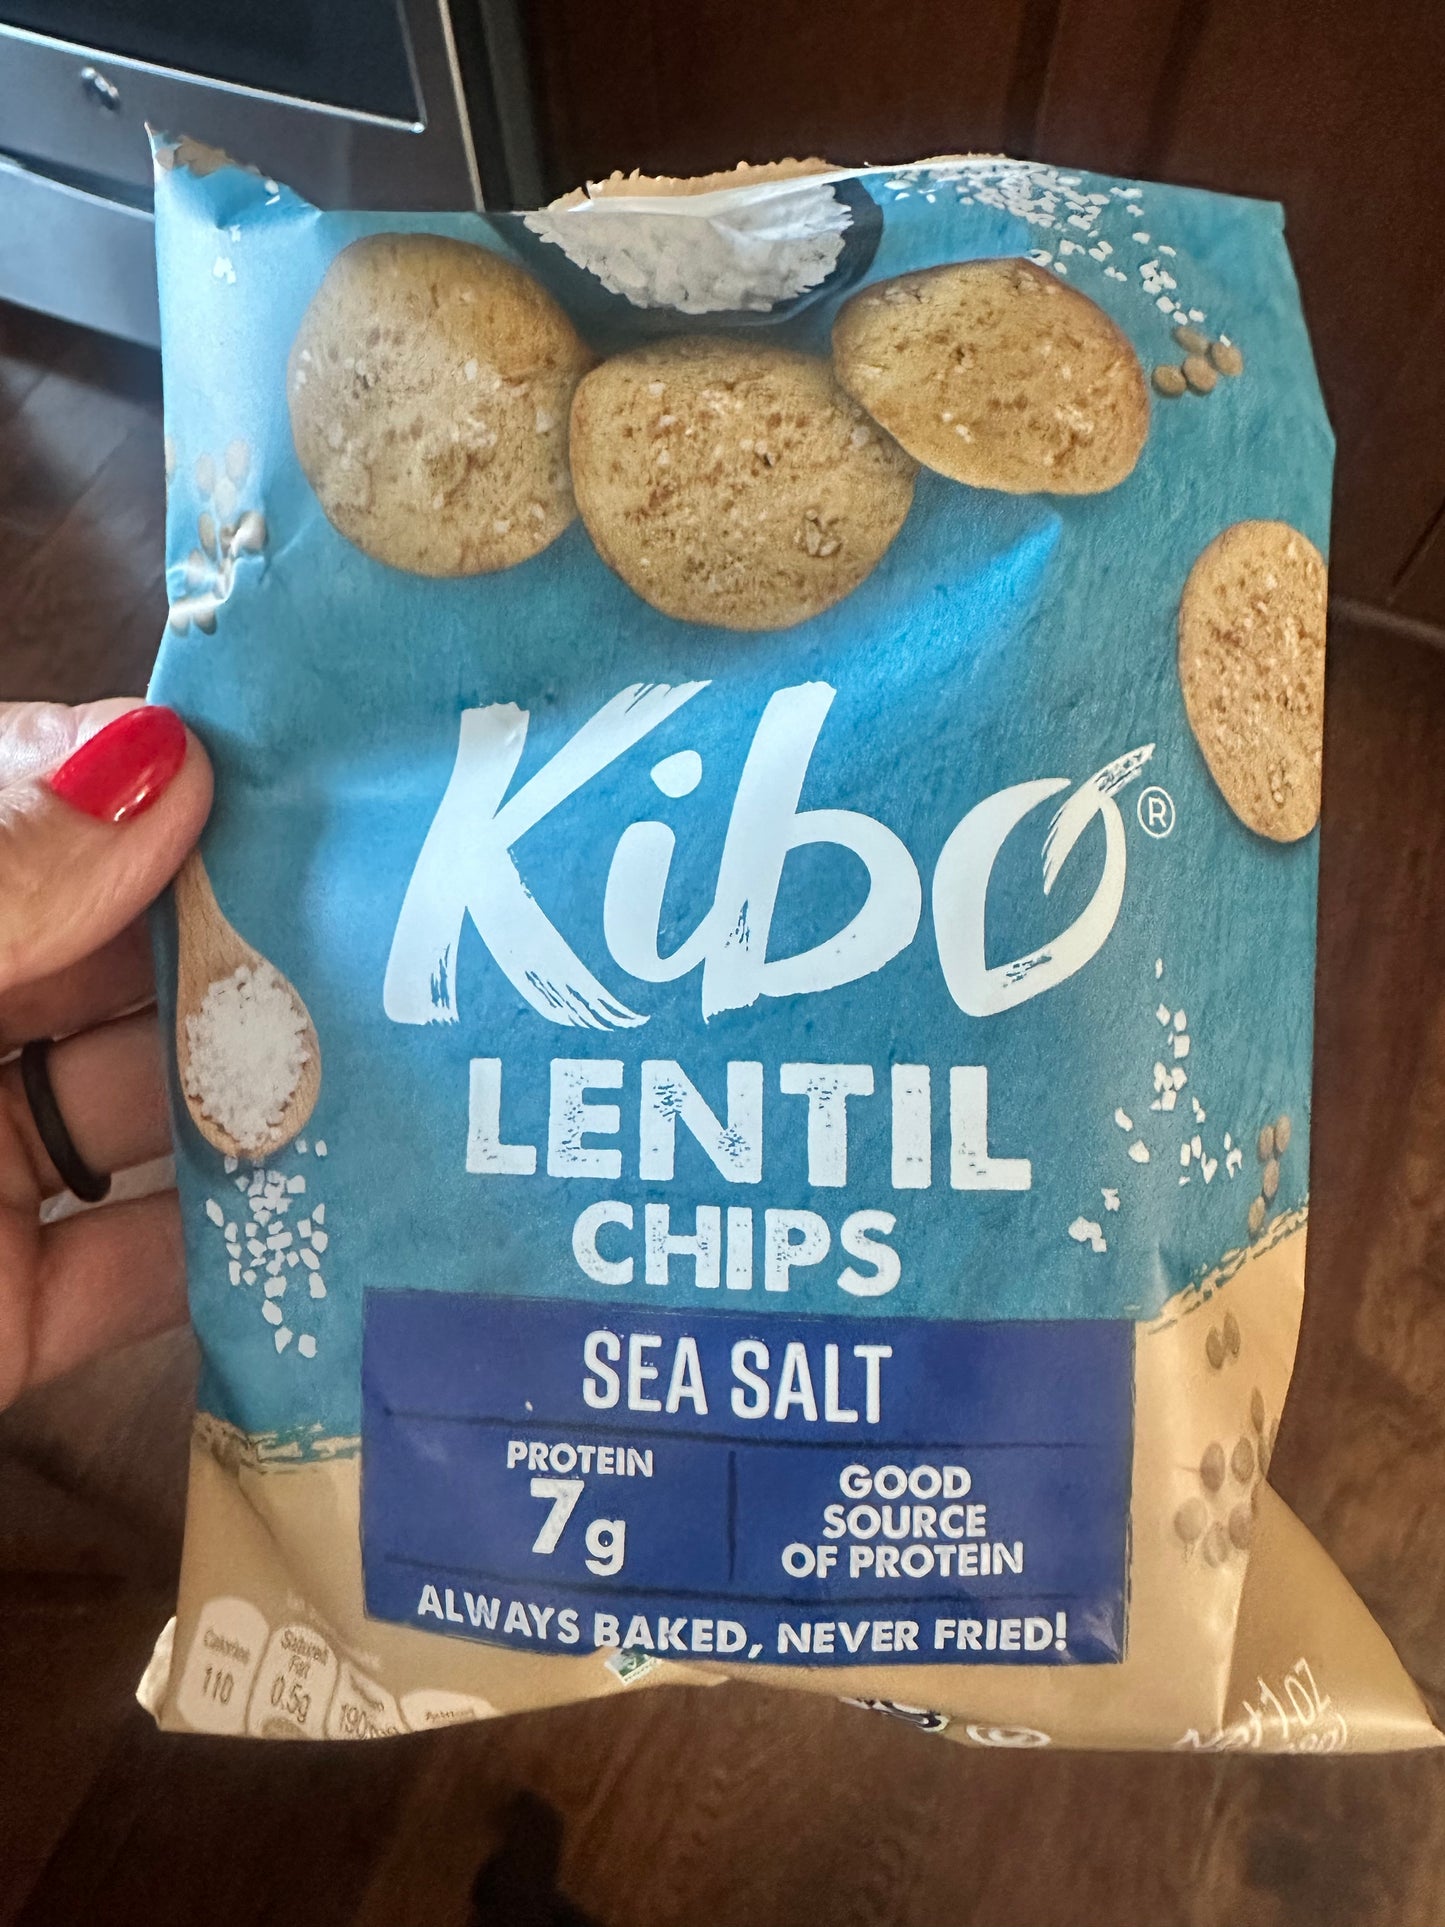 Kibo®
LENTIL
CHIPS
SEA SALT
PROTEIN
7g
GOOD
SOURCE
OF PROTEIN
ALWAYS BAKED, NEVER FRIED!
Calories
110
Saturated
Fat
0.5g